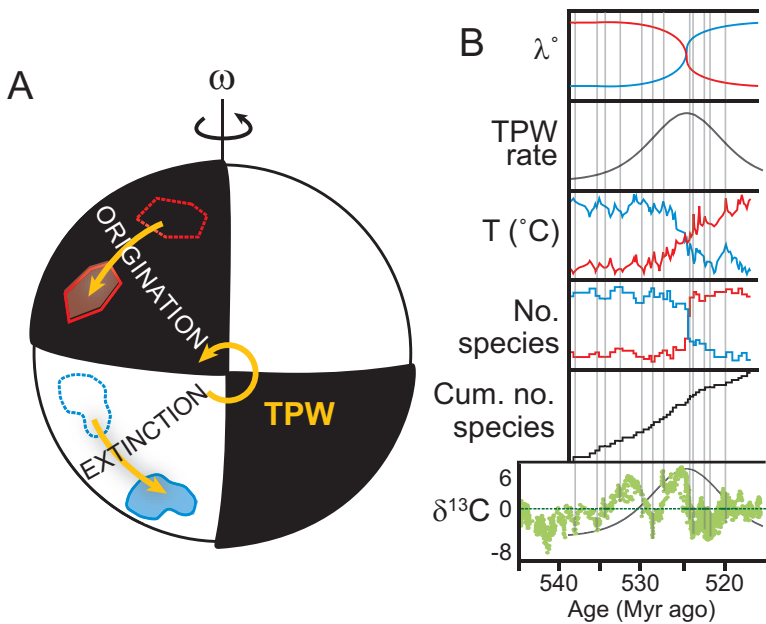 A
ω
ORIGINATION
EXTINCTION
TPW
B
λ°
TPW
rate
T (°C)
No.
species
Cum. no.
species
δ¹³C
6
0
-8
540
530
520
Age (Myr ago)